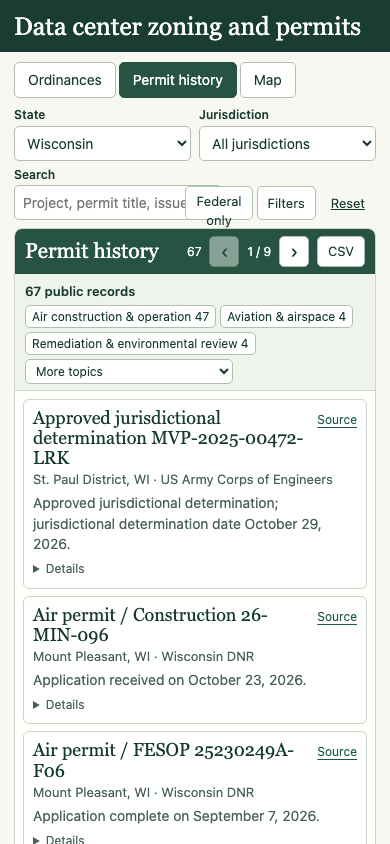 Data center zoning and permits
Ordinances
Permit history
Map
State
Jurisdiction
Wisconsin
All jurisdictions
Search
Project, permit title, issue
Federal only
Filters
Reset
Permit history
67
‹
1 / 9
›
CSV
67 public records
Air construction & operation 47
Aviation & airspace 4
Remediation & environmental review 4
More topics
Approved jurisdictional
determination MVP-2025-00472-
LRK
Source
St. Paul District, WI · US Army Corps of Engineers
Approved jurisdictional determination;
jurisdictional determination date October 29,
2026.
Details
Air permit / Construction 26-
MIN-096
Source
Mount Pleasant, WI · Wisconsin DNR
Application received on October 23, 2026.
Details
Air permit / FESOP 25230249A-
F06
Source
Mount Pleasant, WI · Wisconsin DNR
Application complete on September 7, 2026.
Details